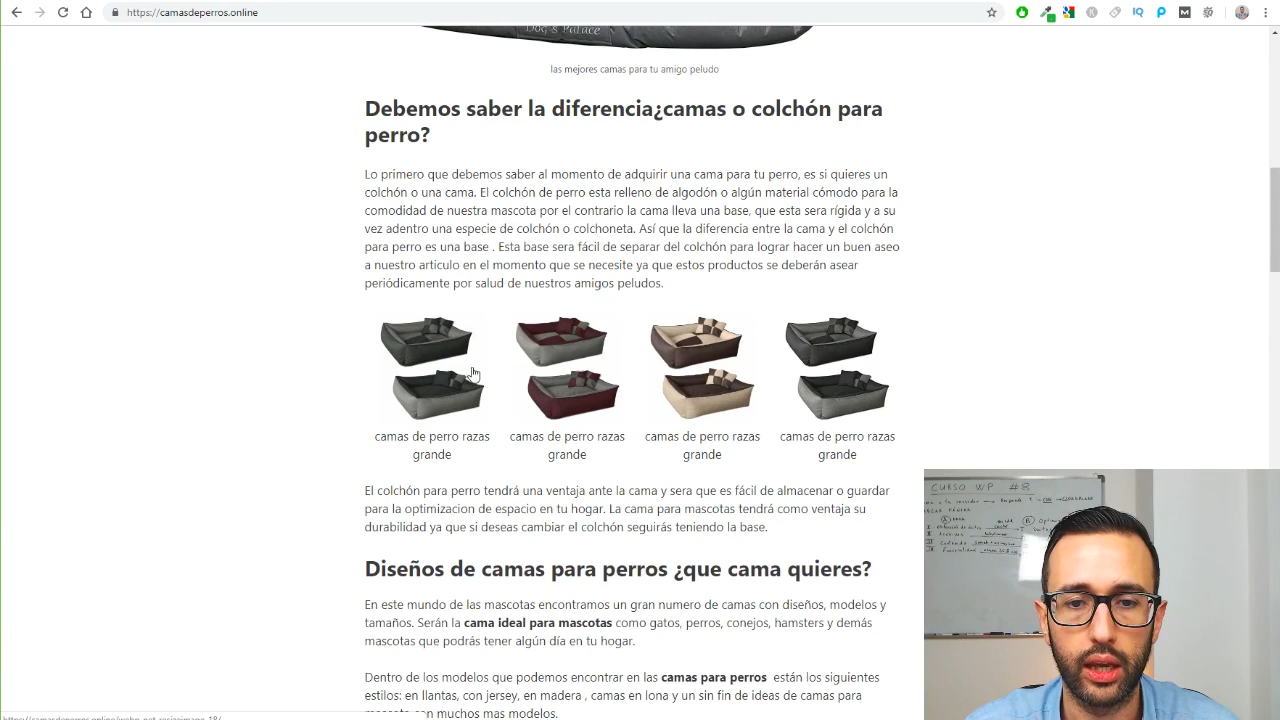 https://camasdeperros.online
Dog's Palace
las mejores camas para tu amigo peludo
Debemos saber la diferencia¿camas o colchón para
perro?
Lo primero que debemos saber al momento de adquirir una cama para tu perro, es si quieres un
colchón o una cama. El colchón de perro esta relleno de algodón o algún material cómodo para la
comodidad de nuestra mascota por el contrario la cama lleva una base, que esta sera rígida y a su
vez adentro una especie de colchón o colchoneta. Así que la diferencia entre la cama y el colchón
para perro es una base . Esta base sera fácil de separar del colchón para lograr hacer un buen aseo
a nuestro articulo en el momento que se necesite ya que estos productos se deberán asear
periódicamente por salud de nuestros amigos peludos.
camas de perro razas
grande
camas de perro razas
grande
camas de perro razas
grande
camas de perro razas
grande
El colchón para perro tendrá una ventaja ante la cama y sera que es fácil de almacenar o guardar
para la optimizacion de espacio en tu hogar. La cama para mascotas tendrá como ventaja su
durabilidad ya que si deseas cambiar el colchón seguirás teniendo la base.
Diseños de camas para perros ¿que cama quieres?
En este mundo de las mascotas encontramos un gran numero de camas con diseños, modelos y
tamaños. Serán la cama ideal para mascotas como gatos, perros, conejos, hamsters y demás
mascotas que podrás tener algún día en tu hogar.
Dentro de los modelos que podemos encontrar en las camas para perros están los siguientes
estilos: en llantas, con jersey, en madera , camas en lona y un sin fin de ideas de camas para
mascota con muchos mas modelos.
CURSO WP #8